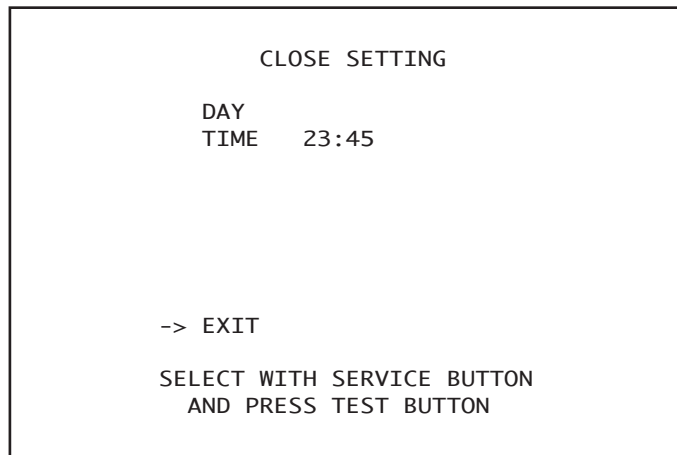 CLOSE SETTING
DAY
TIME 23:45
-> EXIT
SELECT WITH SERVICE BUTTON
AND PRESS TEST BUTTON